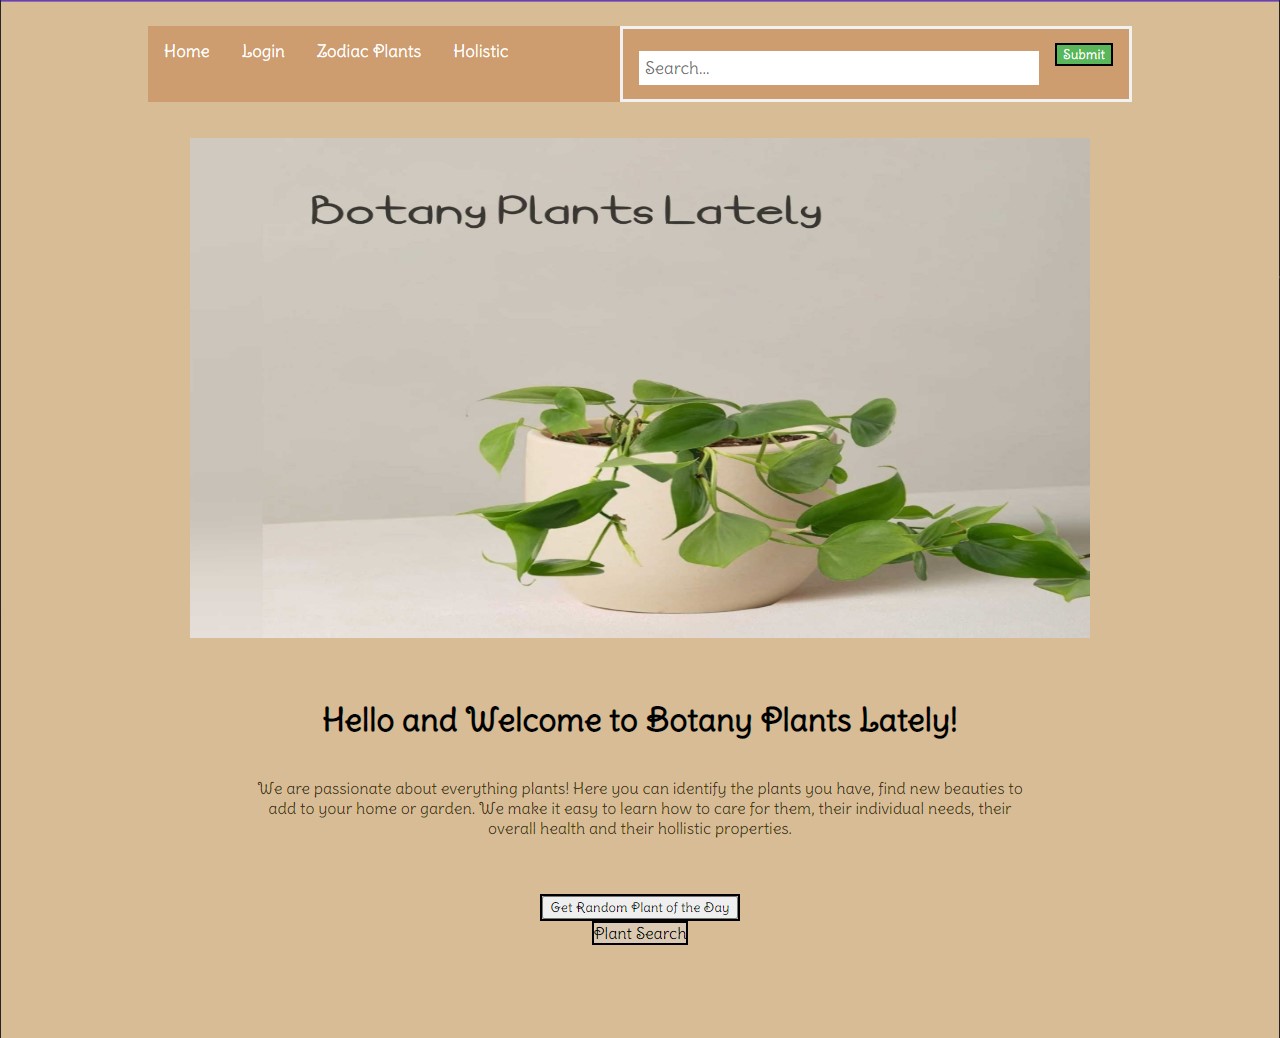 Home Login Zodiac Plants Holistic
Search... Submit
Botany Plants Lately
Hello and Welcome to Botany Plants Lately!
We are passionate about everything plants! Here you can identify the plants you have, find new beauties to
add to your home or garden. We make it easy to learn how to care for them, their individual needs, their
overall health and their hollistic properties.
Get Random Plant of the Day
Plant Search